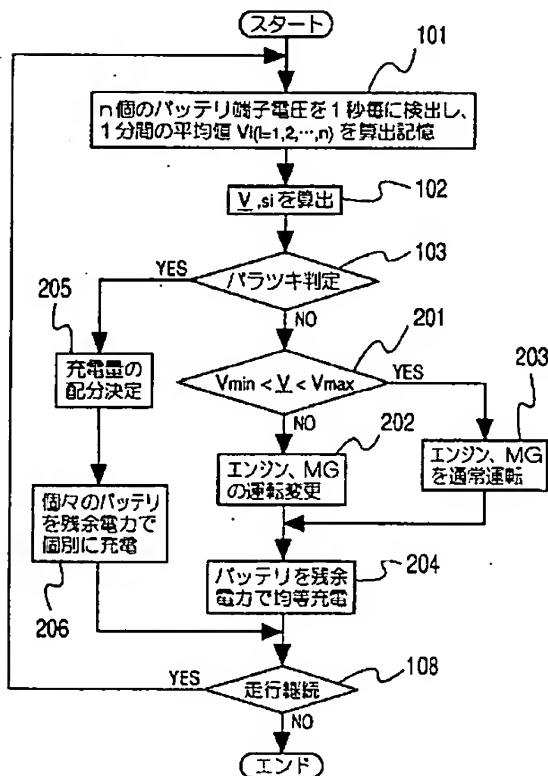 スタート
101
n個のバッテリ端子電圧を1秒毎に検出し、
1分間の平均値 Vi(i=1,2,…,n) を算出記憶
102
V,siを算出
103
YES
バラツキ判定
205
NO
201
充電量の
配分決定
Vmin < V < Vmax
YES
203
NO
202
エンジン、MG
の運転変更
エンジン、MG
を通常運転
個々のバッテリ
を残余電力で
個別に充電
204
バッテリを残余
電力で均等充電
206
108
YES
走行継続
NO
エンド